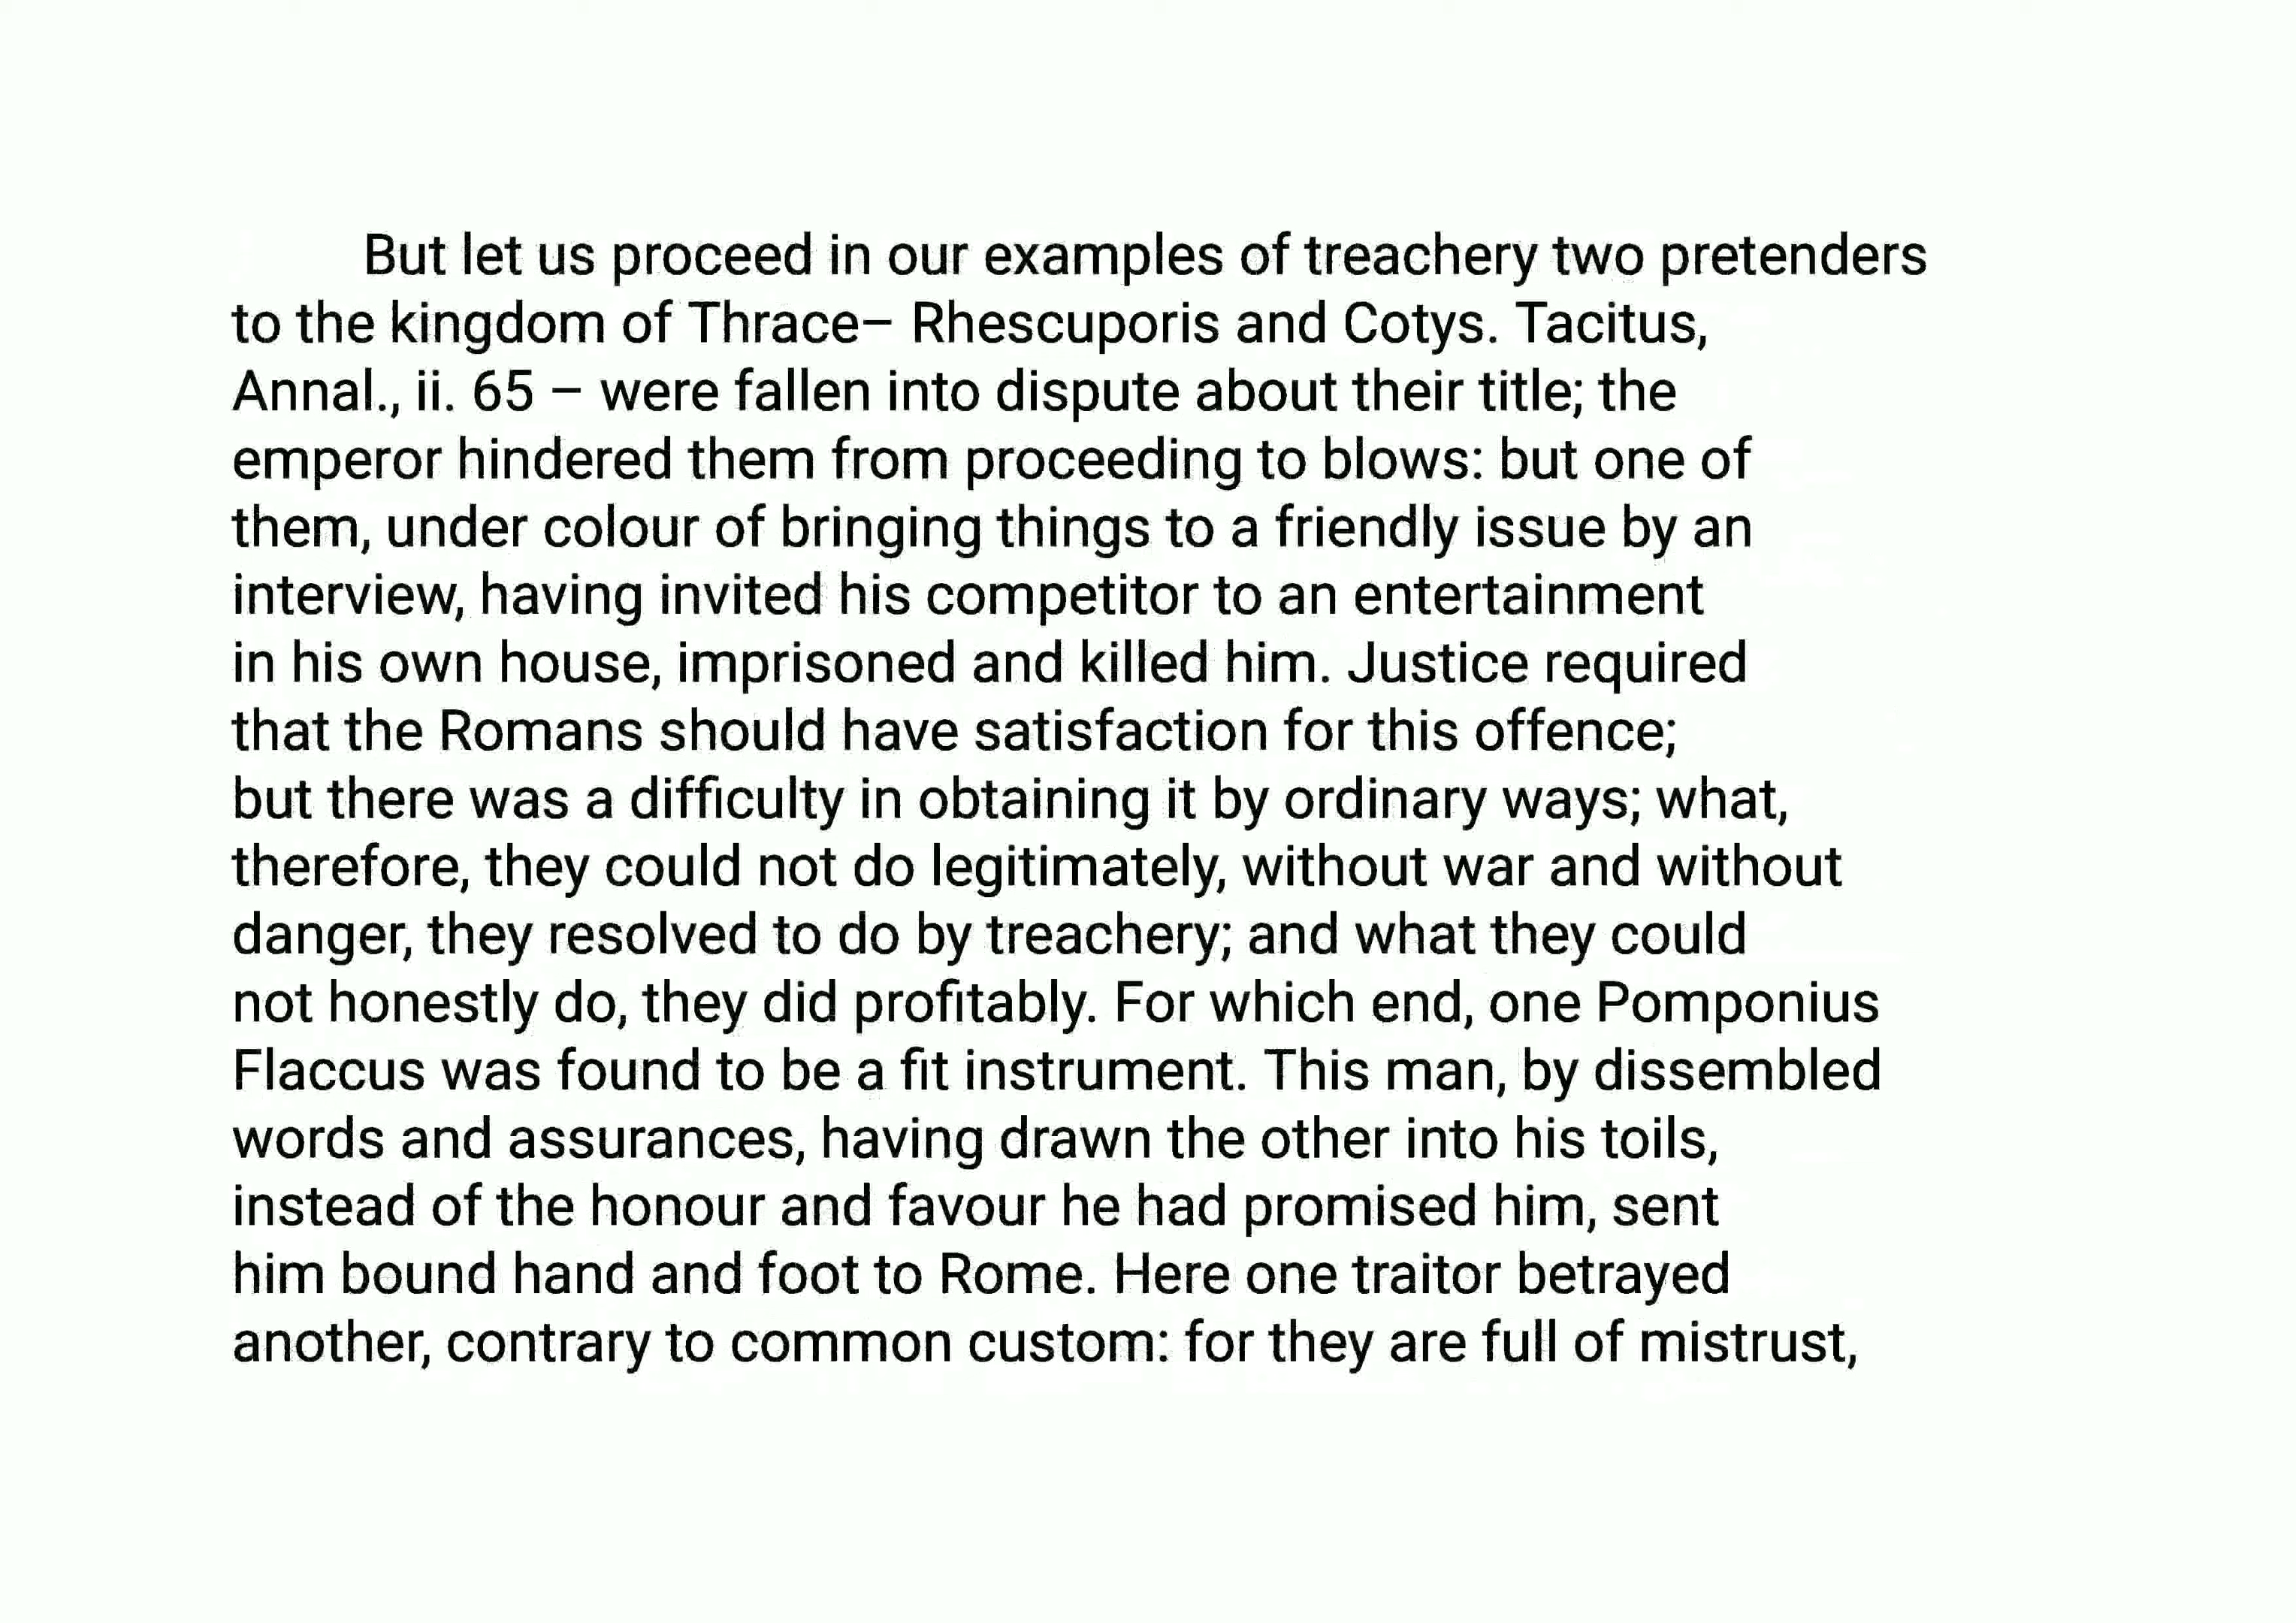 But let us proceed in our examples of treachery two pretenders
to the kingdom of Thrace– Rhescuporis and Cotys. Tacitus,
Annal., ii. 65 – were fallen into dispute about their title; the
emperor hindered them from proceeding to blows: but one of
them, under colour of bringing things to a friendly issue by an
interview, having invited his competitor to an entertainment
in his own house, imprisoned and killed him. Justice required
that the Romans should have satisfaction for this offence;
but there was a difficulty in obtaining it by ordinary ways; what,
therefore, they could not do legitimately, without war and without
danger, they resolved to do by treachery; and what they could
not honestly do, they did profitably. For which end, one Pomponius
Flaccus was found to be a fit instrument. This man, by dissembled
words and assurances, having drawn the other into his toils,
instead of the honour and favour he had promised him, sent
him bound hand and foot to Rome. Here one traitor betrayed
another, contrary to common custom: for they are full of mistrust,